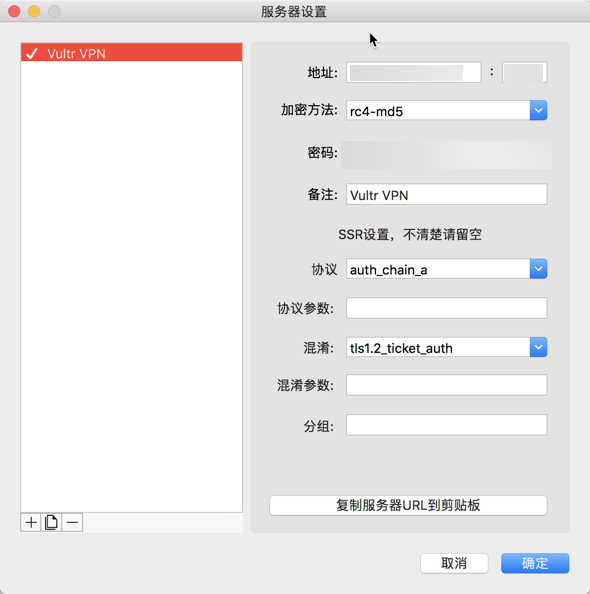 服务器设置
Vultr VPN
地址: :
加密方法: rc4-md5
密码:
备注: Vultr VPN
SSR设置，不清楚请留空
协议 auth_chain_a
协议参数:
混淆: tls1.2_ticket_auth
混淆参数:
分组:
复制服务器URL到剪贴板
取消 确定